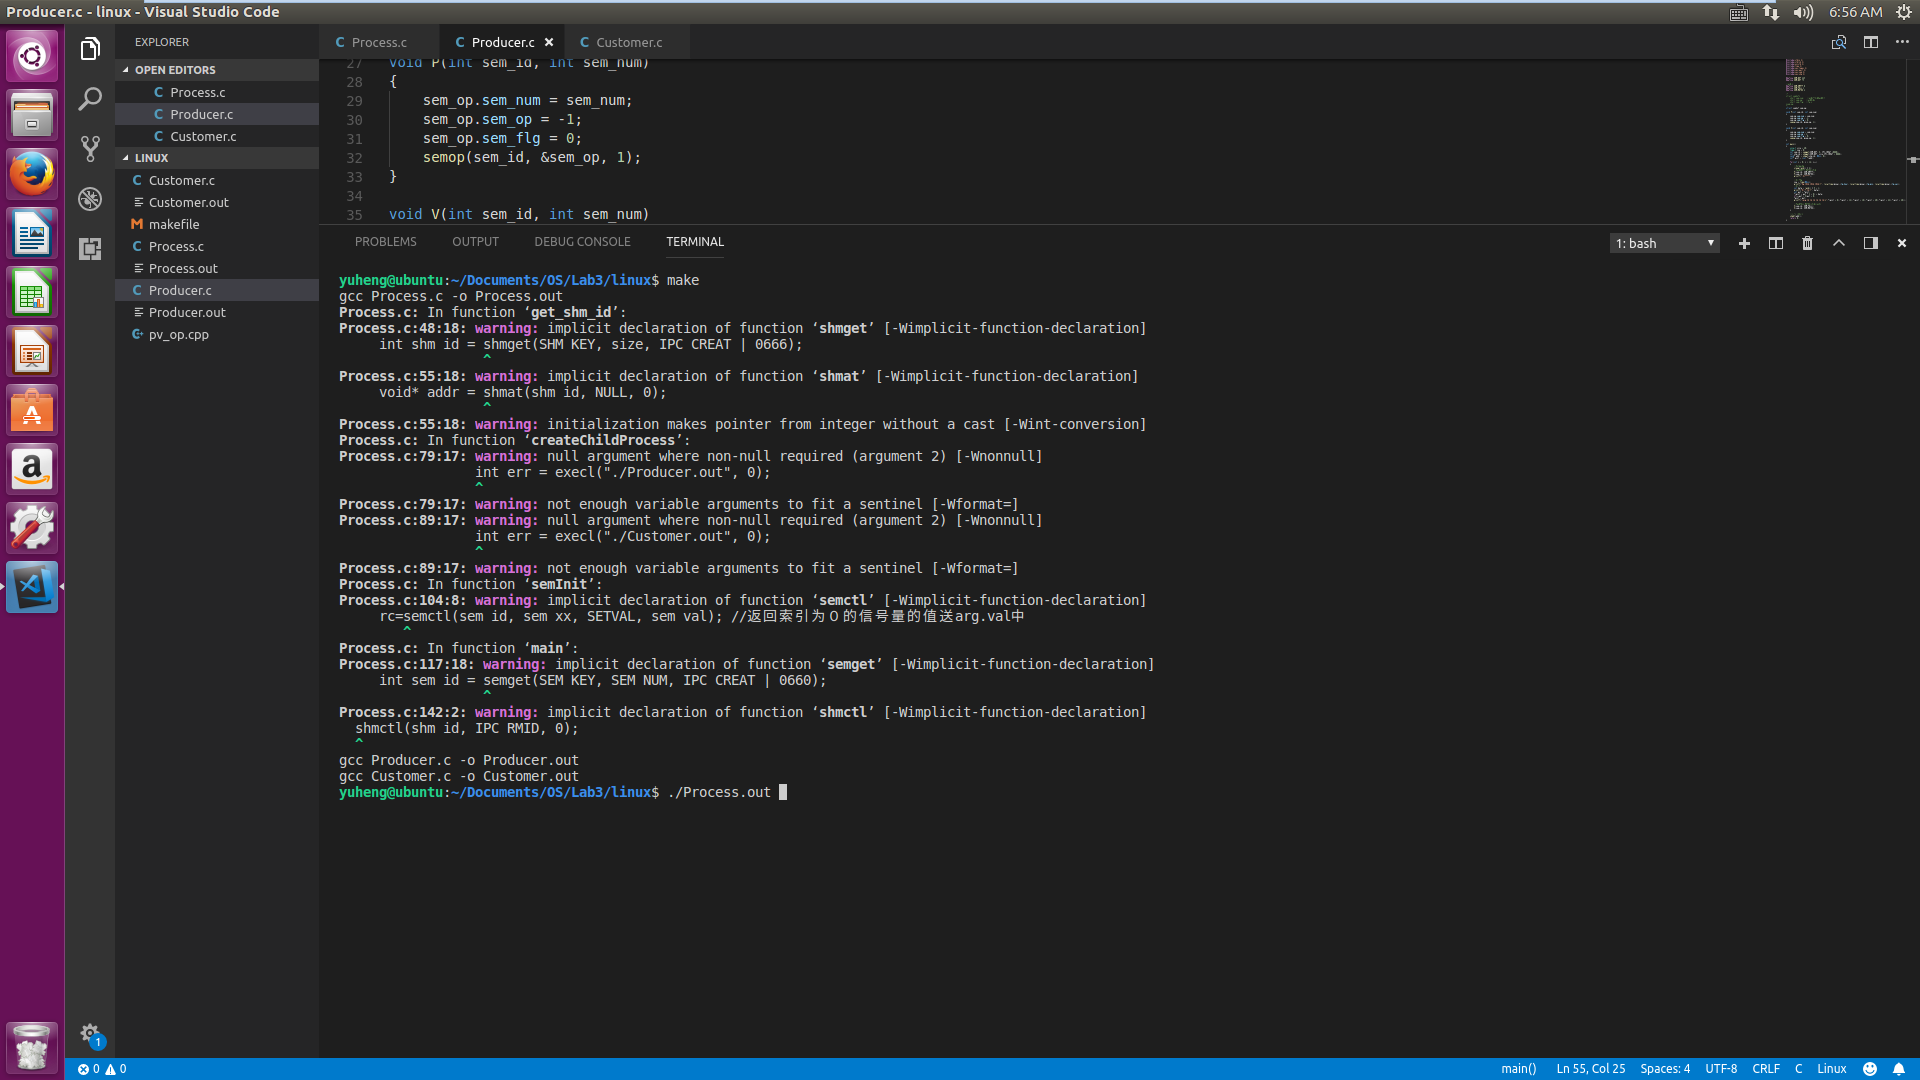 Producer.c - linux - Visual Studio Code
6:56 AM
EXPLORER
OPEN EDITORS
C Process.c
C Producer.c
C Customer.c
LINUX
C Customer.c
Customer.out
M makefile
C Process.c
Process.out
C Producer.c
Producer.out
C+ pv_op.cpp
1
C Process.c
C Producer.c ×
C Customer.c
27 void P(int sem_id, int sem_num)
28 {
29 sem_op.sem_num = sem_num;
30 sem_op.sem_op = -1;
31 sem_op.sem_flg = 0;
32 semop(sem_id, &sem_op, 1);
33 }
34
35 void V(int sem_id, int sem_num)
PROBLEMS OUTPUT DEBUG CONSOLE TERMINAL
1: bash
yuheng@ubuntu:~/Documents/OS/Lab3/linux$ make
gcc Process.c -o Process.out
Process.c: In function ‘get_shm_id’:
Process.c:48:18: warning: implicit declaration of function ‘shmget’ [-Wimplicit-function-declaration]
int shm id = shmget(SHM KEY, size, IPC CREAT | 0666);
^
Process.c:55:18: warning: implicit declaration of function ‘shmat’ [-Wimplicit-function-declaration]
void* addr = shmat(shm id, NULL, 0);
^
Process.c:55:18: warning: initialization makes pointer from integer without a cast [-Wint-conversion]
Process.c: In function ‘createChildProcess’:
Process.c:79:17: warning: null argument where non-null required (argument 2) [-Wnonnull]
int err = execl("./Producer.out", 0);
^
Process.c:79:17: warning: not enough variable arguments to fit a sentinel [-Wformat=]
Process.c:89:17: warning: null argument where non-null required (argument 2) [-Wnonnull]
int err = execl("./Customer.out", 0);
^
Process.c:89:17: warning: not enough variable arguments to fit a sentinel [-Wformat=]
Process.c: In function ‘semInit’:
Process.c:104:8: warning: implicit declaration of function ‘semctl’ [-Wimplicit-function-declaration]
rc=semctl(sem id, sem xx, SETVAL, sem val); //返回索引为０的信号量的值送arg.val中
^
Process.c: In function ‘main’:
Process.c:117:18: warning: implicit declaration of function ‘semget’ [-Wimplicit-function-declaration]
int sem id = semget(SEM KEY, SEM NUM, IPC CREAT | 0660);
^
Process.c:142:2: warning: implicit declaration of function ‘shmctl’ [-Wimplicit-function-declaration]
shmctl(shm id, IPC RMID, 0);
^
gcc Producer.c -o Producer.out
gcc Customer.c -o Customer.out
yuheng@ubuntu:~/Documents/OS/Lab3/linux$ ./Process.out
0 0
main() Ln 55, Col 25 Spaces: 4 UTF-8 CRLF C Linux